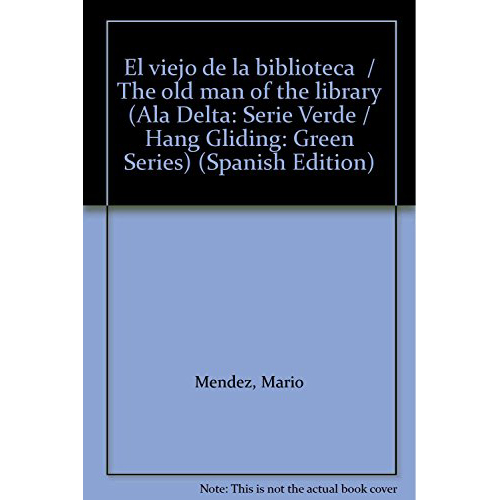 El viejo de la biblioteca /
The old man of the library
(Ala Delta: Serie Verde /
Hang Gliding: Green
Series) (Spanish Edition)
Mendez, Mario
Note: This is not the actual book cover